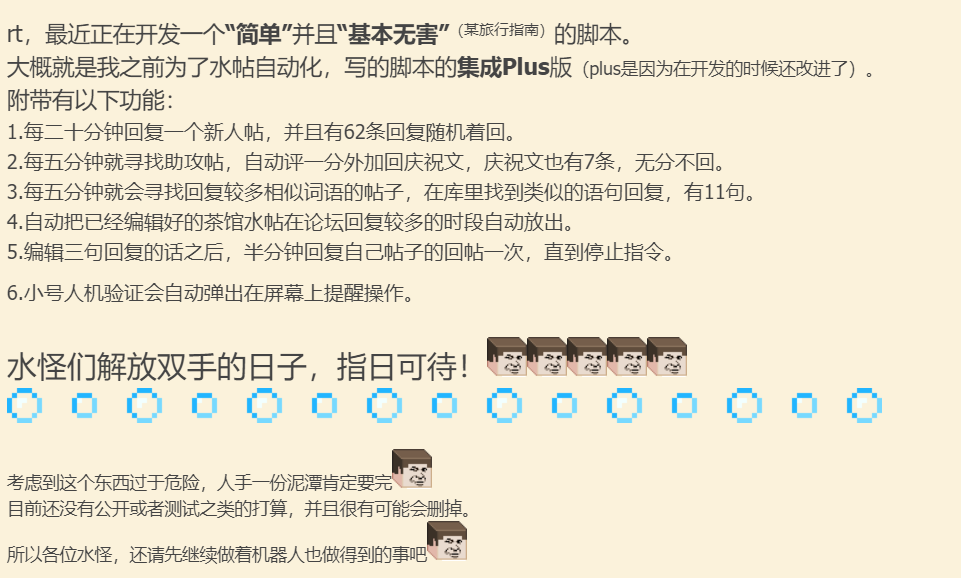 rt，最近正在开发一个“简单”并且“基本无害”（某旅行指南）的脚本。
大概就是我之前为了水帖自动化，写的脚本的集成Plus版（plus是因为在开发的时候还改进了）。
附带有以下功能：
1.每二十分钟回复一个新人帖，并且有62条回复随机着回。
2.每五分钟就寻找助攻帖，自动评一分外加回庆祝文，庆祝文也有7条，无分不回。
3.每五分钟就会寻找回复较多相似词语的帖子，在库里找到类似的语句回复，有11句。
4.自动把已经编辑好的茶馆水帖在论坛回复较多的时段自动放出。
5.编辑三句回复的话之后，半分钟回复自己帖子的回帖一次，直到停止指令。
6.小号人机验证会自动弹出在屏幕上提醒操作。
水怪们解放双手的日子，指日可待！
考虑到这个东西过于危险，人手一份泥潭肯定要完
目前还没有公开或者测试之类的打算，并且很有可能会删掉。
所以各位水怪，还请先继续做着机器人也做得到的事吧